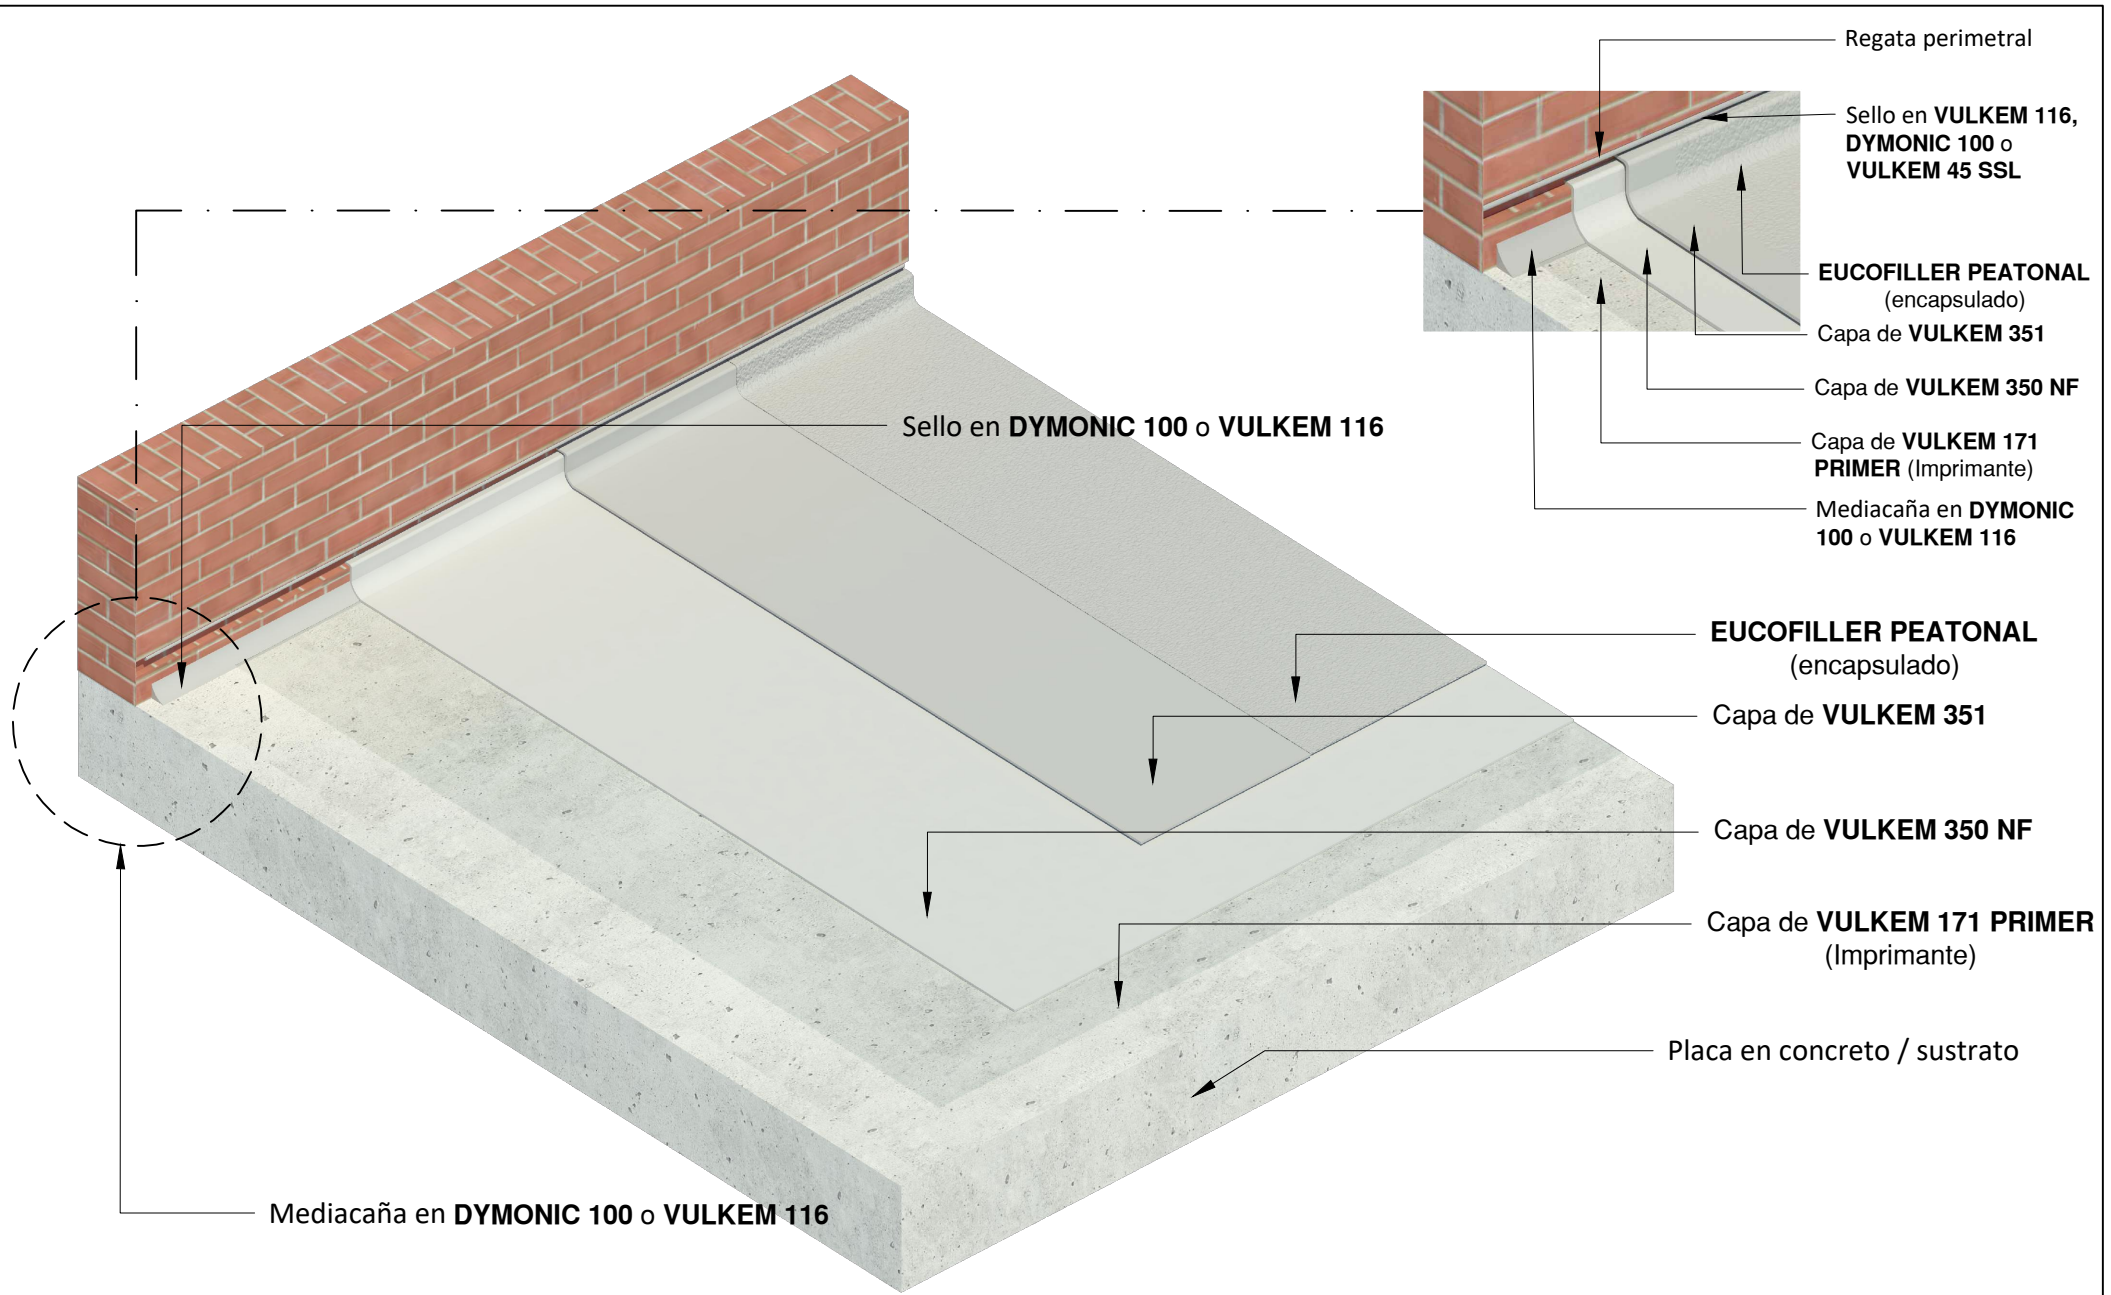 Regata perimetral
Sello en VULKEM 116,
DYMONIC 100 o
VULKEM 45 SSL
EUCOFILLER PEATONAL
(encapsulado)
Capa de VULKEM 351
Capa de VULKEM 350 NF
Capa de VULKEM 171
PRIMER (Imprimante)
Mediacaña en DYMONIC
100 o VULKEM 116
Sello en DYMONIC 100 o VULKEM 116
EUCOFILLER PEATONAL
(encapsulado)
Capa de VULKEM 351
Capa de VULKEM 350 NF
Capa de VULKEM 171 PRIMER
(Imprimante)
Placa en concreto / sustrato
Mediacaña en DYMONIC 100 o VULKEM 116